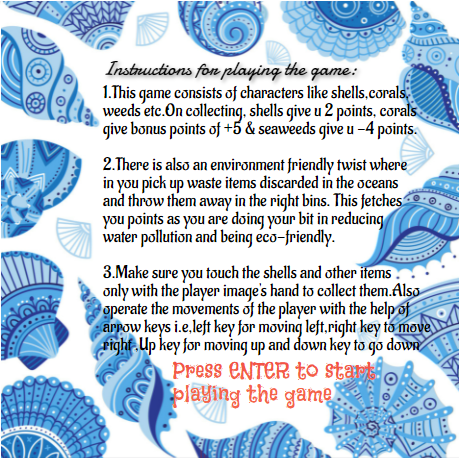 Instructions for playing the game:
1.This game consists of characters like shells,corals,
weeds etc.On collecting, shells give u 2 points, corals
give bonus points of +5 & seaweeds give u -4 points.
2.There is also an environment friendly twist where
in you pick up waste items discarded in the oceans
and throw them away in the right bins. This fetches
you points as you are doing your bit in reducing
water pollution and being eco-friendly.
3.Make sure you touch the shells and other items
only with the player image's hand to collect them.Also
operate the movements of the player with the help of
arrow keys i.e,left key for moving left,right key to move
right .Up key for moving up and down key to go down
Press ENTER to start
playing the game